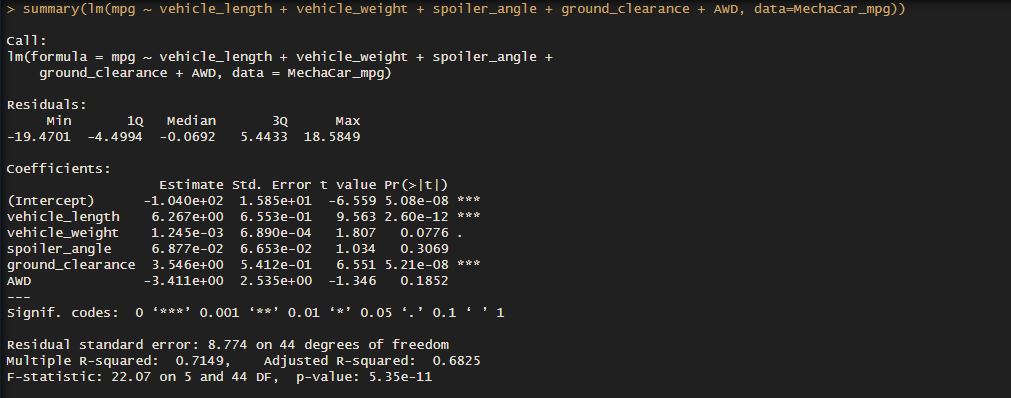 > summary(lm(mpg ~ vehicle_length + vehicle_weight + spoiler_angle + ground_clearance + AWD, data=MechaCar_mpg))
Call:
lm(formula = mpg ~ vehicle_length + vehicle_weight + spoiler_angle +
    ground_clearance + AWD, data = MechaCar_mpg)
Residuals:
     Min       1Q   Median       3Q      Max
-19.4701  -4.4994  -0.0692   5.4433  18.5849
Coefficients:
                   Estimate Std. Error t value Pr(>|t|)
(Intercept)      -1.040e+02  1.585e+01  -6.559 5.08e-08 ***
vehicle_length    6.267e+00  6.553e-01   9.563 2.60e-12 ***
vehicle_weight    1.245e-03  6.890e-04   1.807   0.0776 .
spoiler_angle     6.877e-02  6.653e-02   1.034   0.3069
ground_clearance  3.546e+00  5.412e-01   6.551 5.21e-08 ***
AWD              -3.411e+00  2.535e+00  -1.346   0.1852
---
Signif. codes:  0 ‘***’ 0.001 ‘**’ 0.01 ‘*’ 0.05 ‘.’ 0.1 ‘ ’ 1
Residual standard error: 8.774 on 44 degrees of freedom
Multiple R-squared:  0.7149,    Adjusted R-squared:  0.6825
F-statistic: 22.07 on 5 and 44 DF,  p-value: 5.35e-11